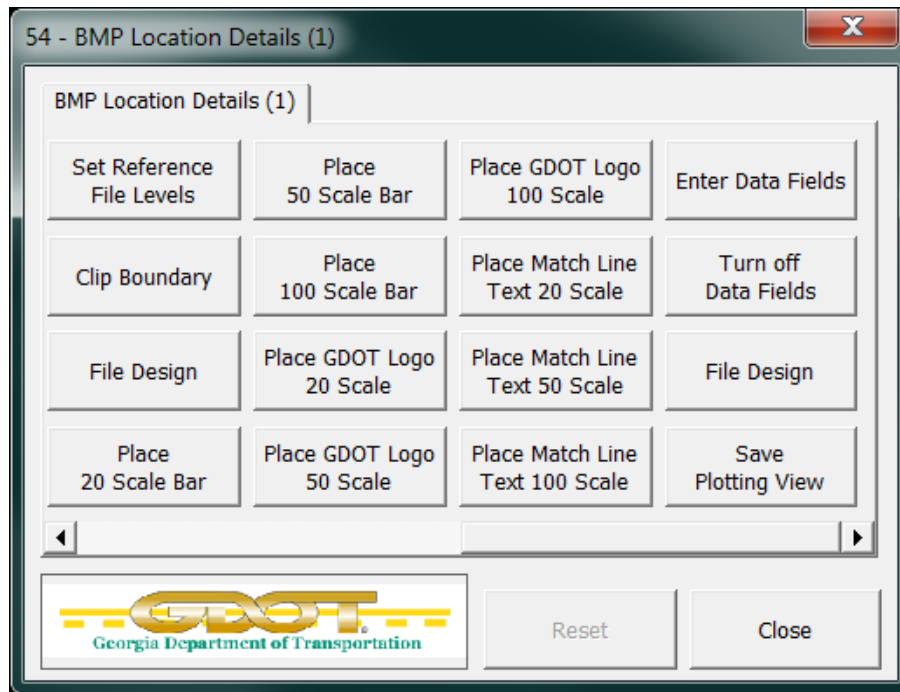 54 - BMP Location Details (1)
X
BMP Location Details (1)
Set Reference
File Levels
Place
50 Scale Bar
Place GDOT Logo
100 Scale
Enter Data Fields
Clip Boundary
Place
100 Scale Bar
Place Match Line
Text 20 Scale
Turn off
Data Fields
File Design
Place GDOT Logo
20 Scale
Place Match Line
Text 50 Scale
File Design
Place
20 Scale Bar
Place GDOT Logo
50 Scale
Place Match Line
Text 100 Scale
Save
Plotting View
GDOT
Georgia Department of Transportation
Reset
Close